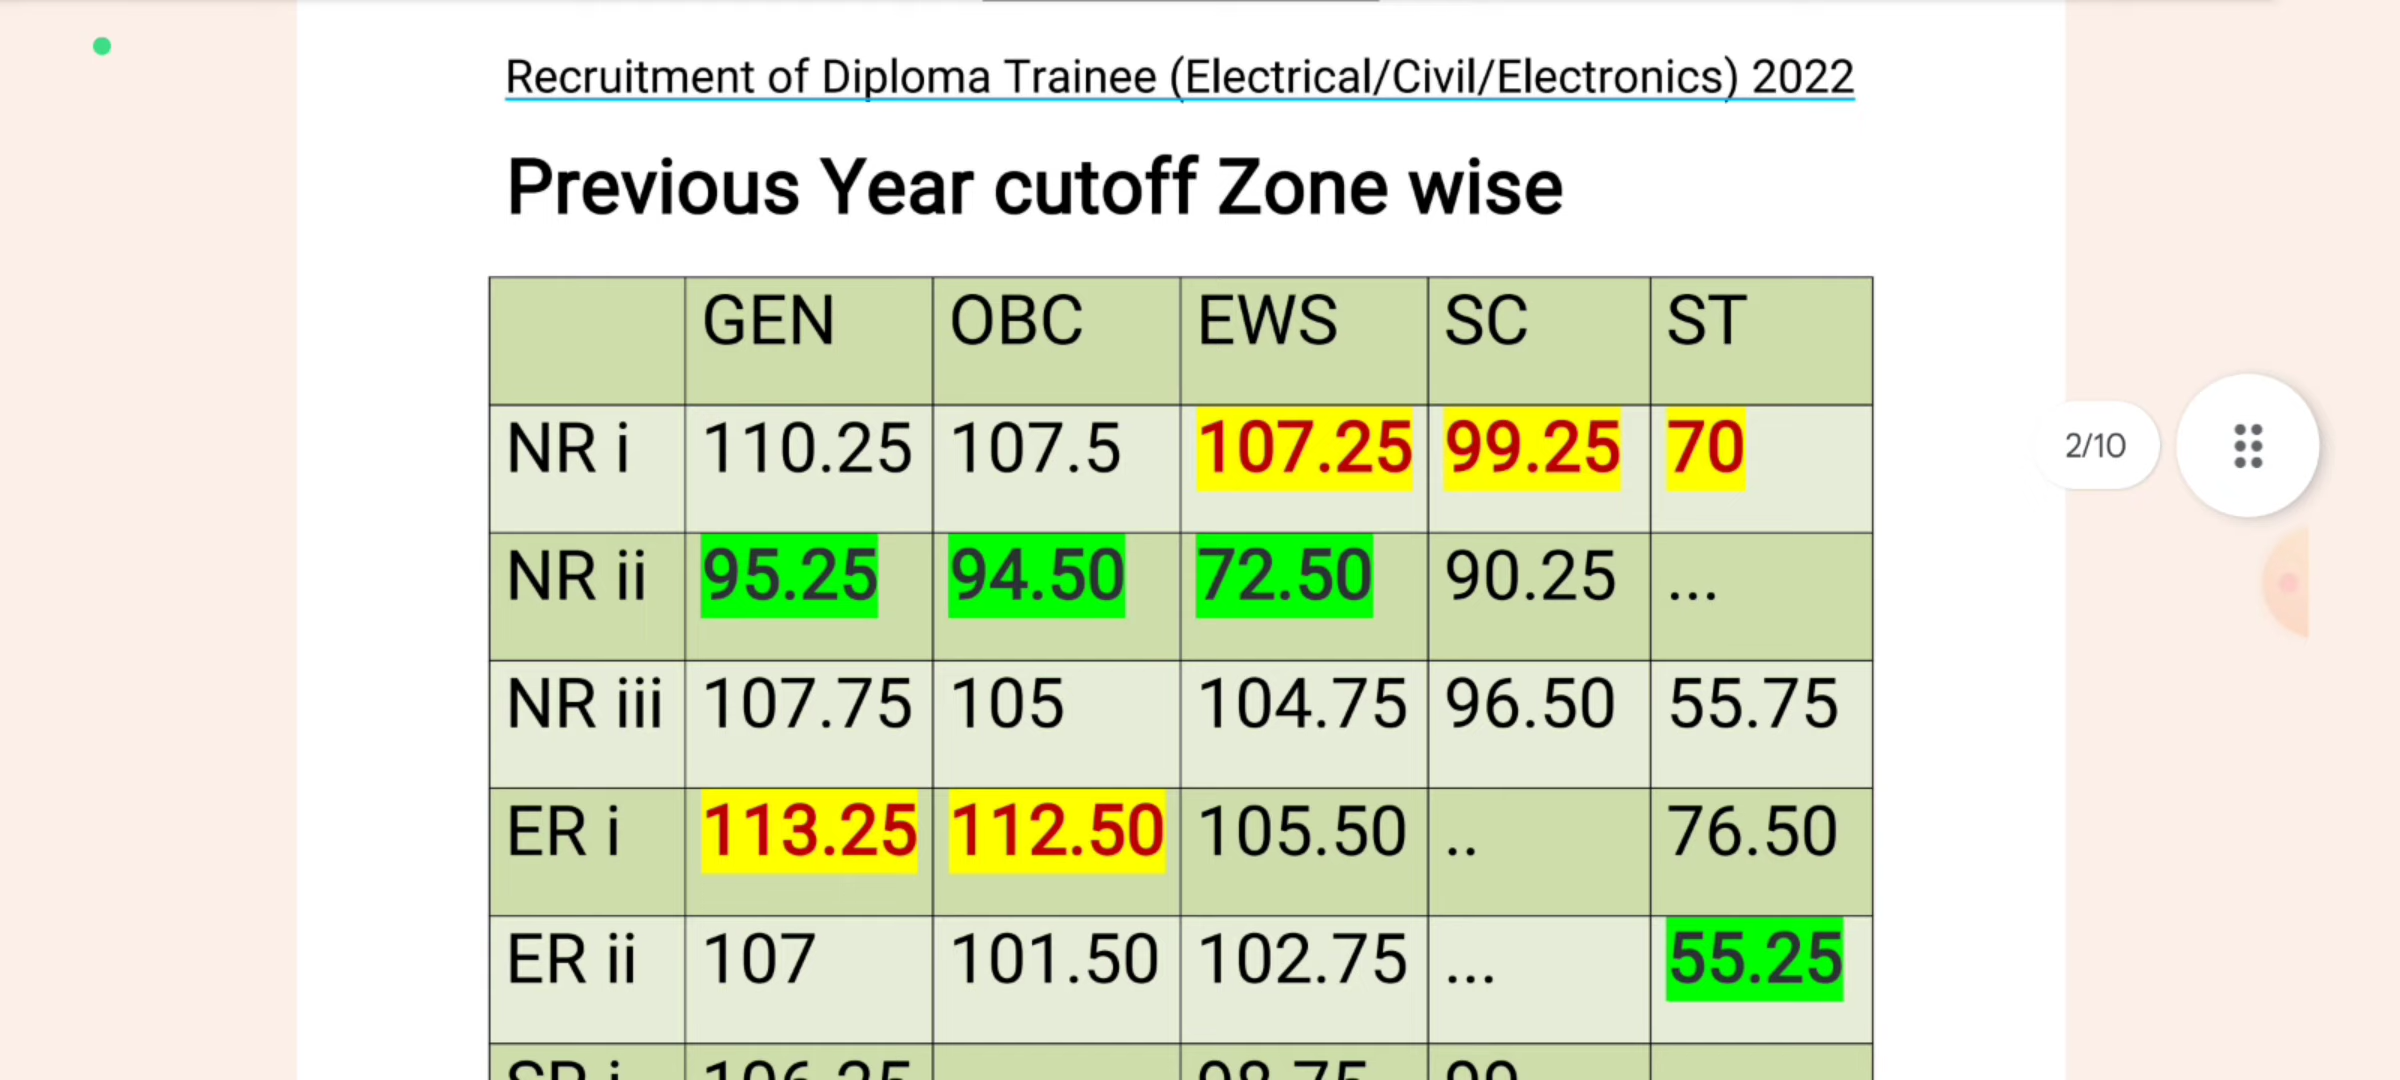 Recruitment of Diploma Trainee (Electrical/Civil/Electronics) 2022
Previous Year cutoff Zone wise
GEN OBC EWS SC ST
NR i 110.25 107.5 107.25 99.25 70
NR ii 95.25 94.50 72.50 90.25 ...
NR iii 107.75 105 104.75 96.50 55.75
ER i 113.25 112.50 105.50 .. 76.50
ER ii 107 101.50 102.75 ... 55.25
2/10